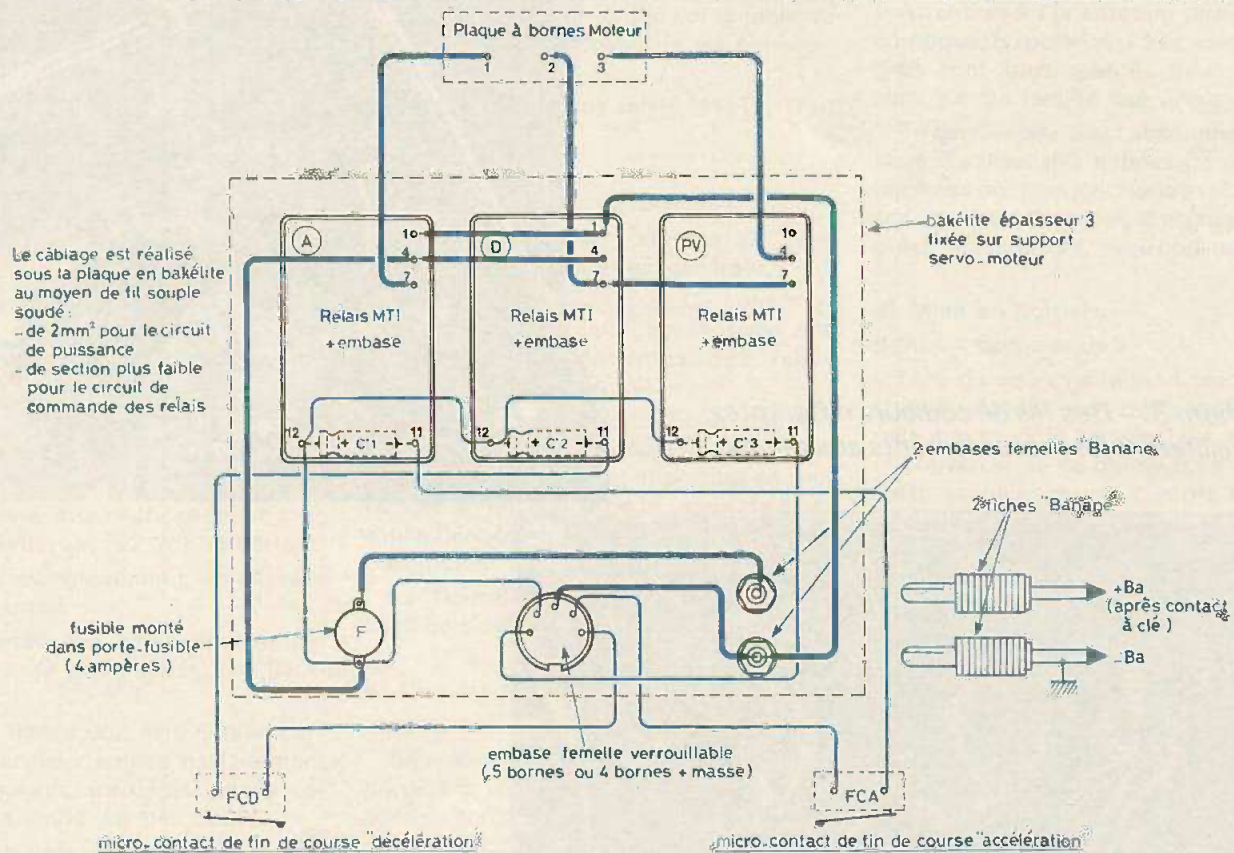 Plaque à bornes Moteur
1 2 3
bakélite épaisseur 3
fixée sur support
servo-moteur
Le câblage est réalisé
sous la plaque en bakélite
au moyen de fil souple
soudé :
- de 2mm² pour le circuit
de puissance
- de section plus faible
pour le circuit de
commande des relais
A
1
4
7
Relais MTI
+ embase
12 + C'1 - 11
D
1
4
7
Relais MTI
+ embase
12 + C'2 - 11
PV
1
4
7
Relais MTI
+ embase
12 + C'3 - 11
2 embases femelles "Banane"
2 fiches "Banane"
+Ba
(après contact
à clé)
-Ba
fusible monté
dans porte-fusible
(4 ampères)
F
embase femelle verrouillable
(5 bornes ou 4 bornes + masse)
FCD
FCA
micro-contact de fin de course "décélération"
micro-contact de fin de course "accélération"